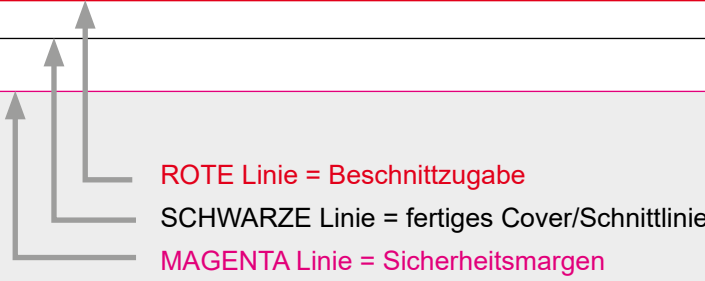 ROTE Linie = Beschnittzugabe
SCHWARZE Linie = fertiges Cover/Schnittlinie
MAGENTA Linie = Sicherheitsmargen